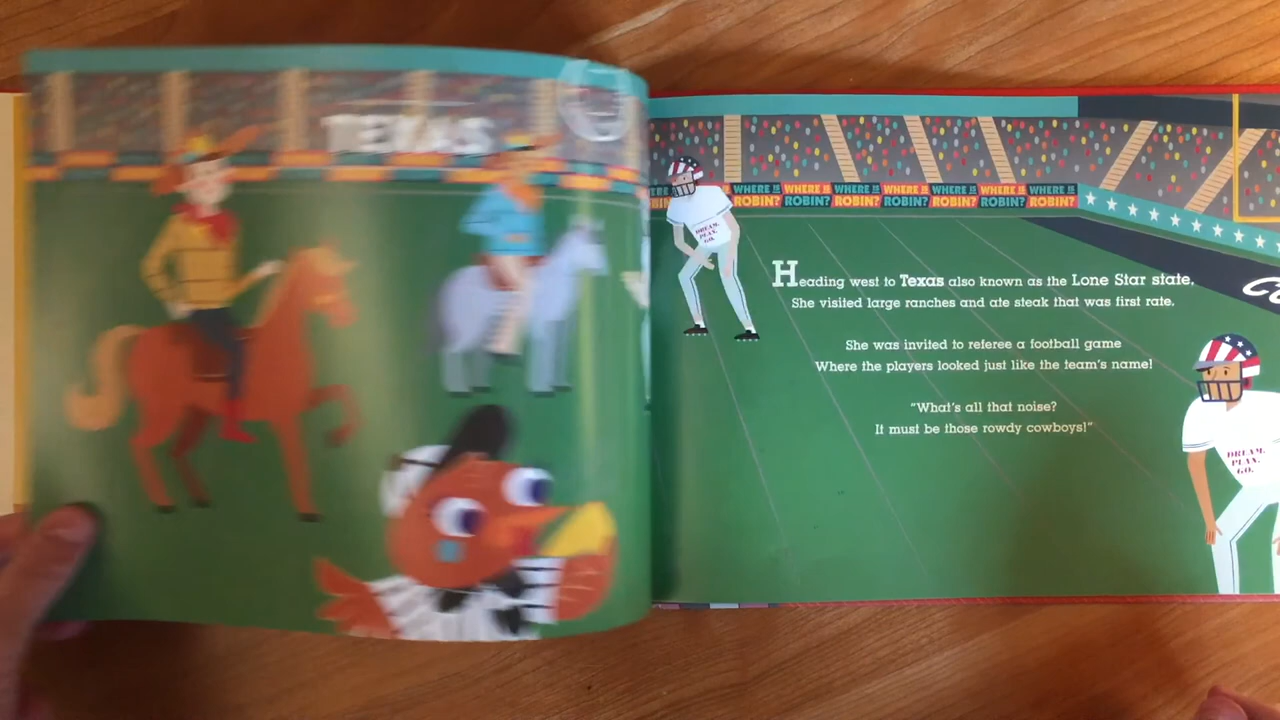 TEXAS
WHERE IS ROBIN? WHERE IS ROBIN? WHERE IS ROBIN? WHERE IS ROBIN? WHERE IS ROBIN? WHERE IS ROBIN? WHERE IS ROBIN?
DREAM.
PLAN.
GO.
Heading west to Texas also known as the Lone Star state,
She visited large ranches and ate steak that was first rate.
She was invited to referee a football game
Where the players looked just like the team's name!
"What's all that noise?
It must be those rowdy cowboys!"
DREAM.
PLAN.
GO.